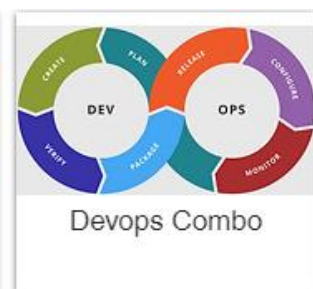 CREATE
PLAN
RELEASE
CONFIGURE
DEV
OPS
VERIFY
PACKAGE
MONITOR
Devops Combo